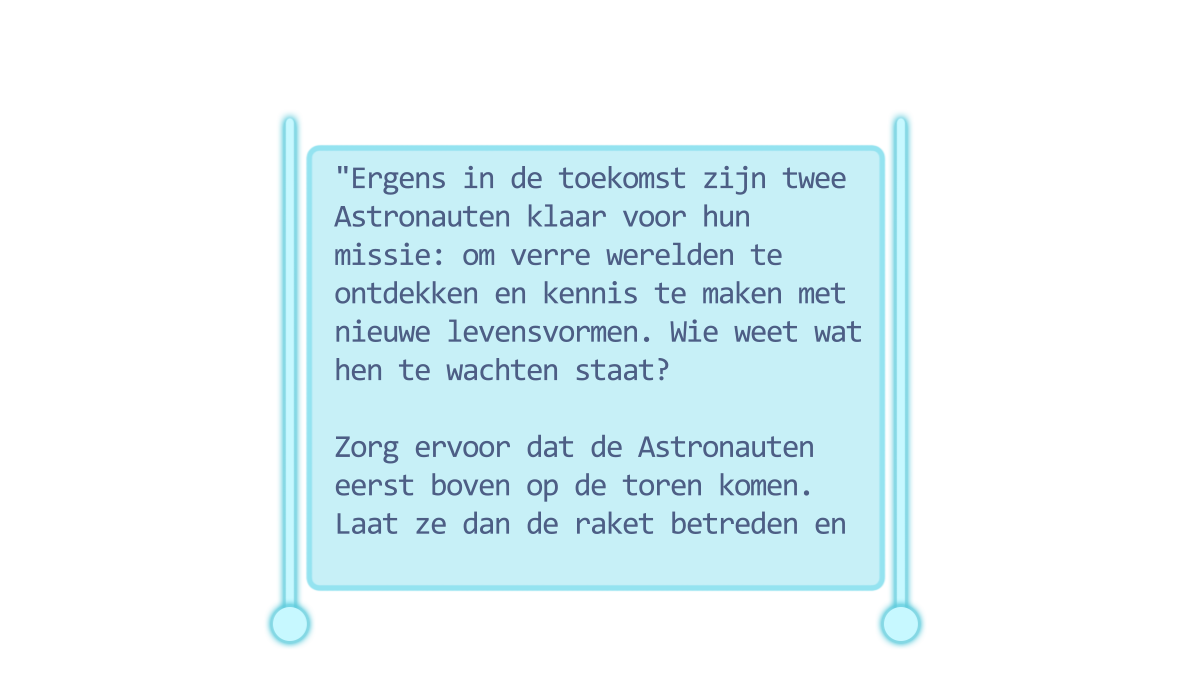 "Ergens in de toekomst zijn twee
Astronauten klaar voor hun
missie: om verre werelden te
ontdekken en kennis te maken met
nieuwe levensvormen. Wie weet wat
hen te wachten staat?
Zorg ervoor dat de Astronauten
eerst boven op de toren komen.
Laat ze dan de raket betreden en